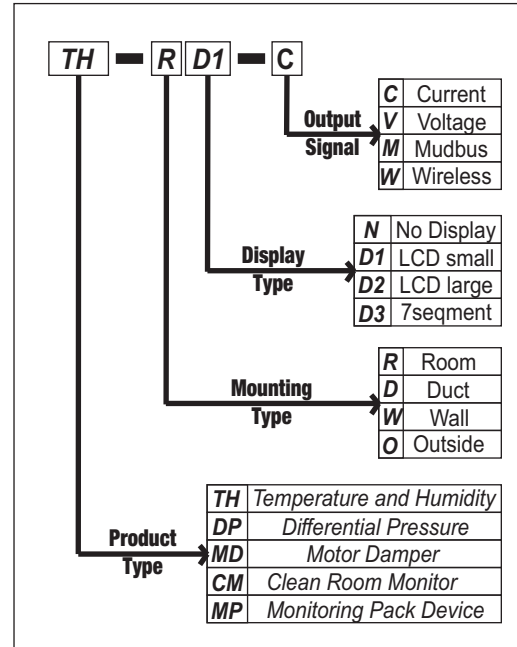 TH R D1 C
Output Signal
C Current
V Voltage
M Mudbus
W Wireless
Display Type
N No Display
D1 LCD small
D2 LCD large
D3 7seqment
Mounting Type
R Room
D Duct
W Wall
O Outside
Product Type
TH Temperature and Humidity
DP Differential Pressure
MD Motor Damper
CM Clean Room Monitor
MP Monitoring Pack Device